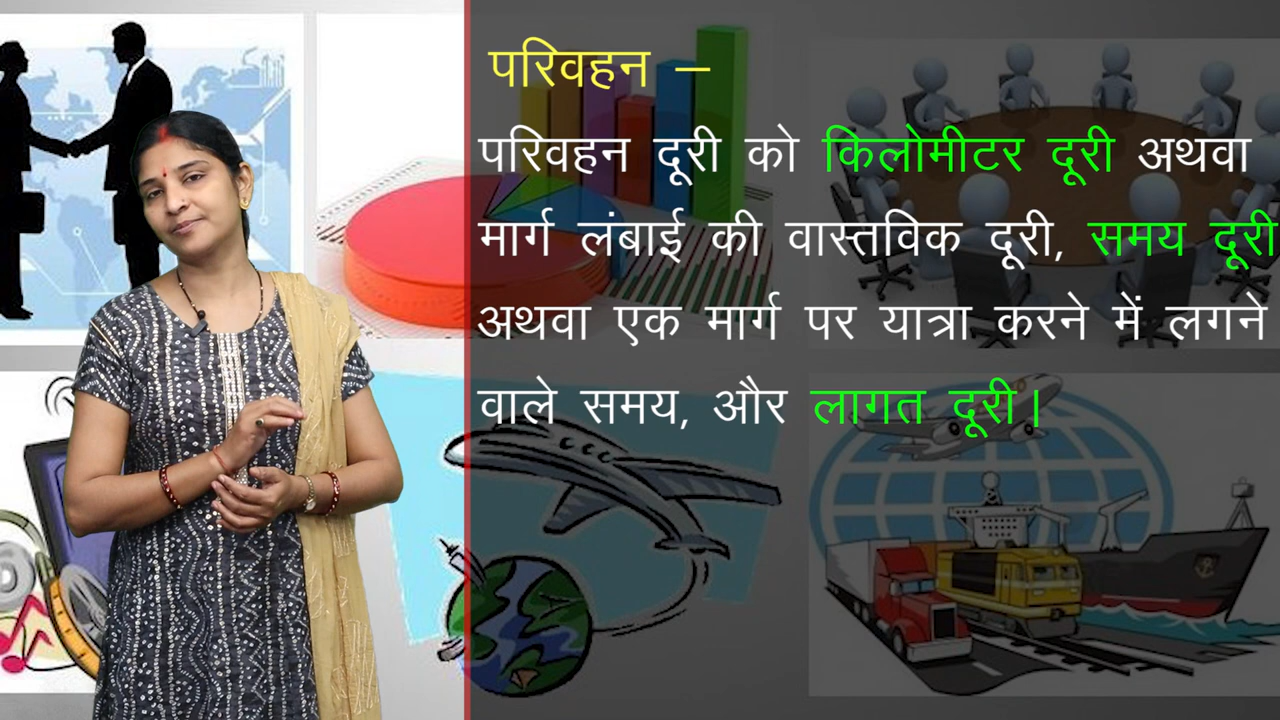 परिवहन –
परिवहन दूरी को किलोमीटर दूरी अथवा
मार्ग लंबाई की वास्तविक दूरी, समय दूरी
अथवा एक मार्ग पर यात्रा करने में लगने
वाले समय, और लागत दूरी।